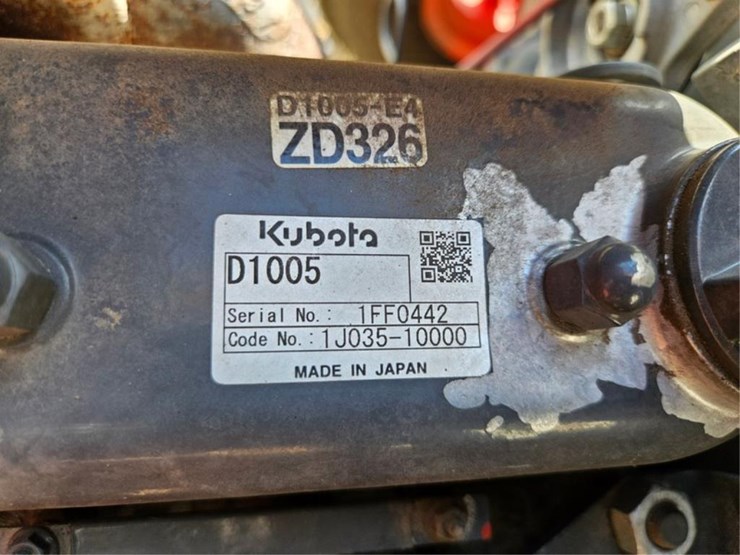 D1005-E4
ZD326
Kubota
D1005
Serial No.: 1FF0442
Code No.: 1J035-10000
MADE IN JAPAN